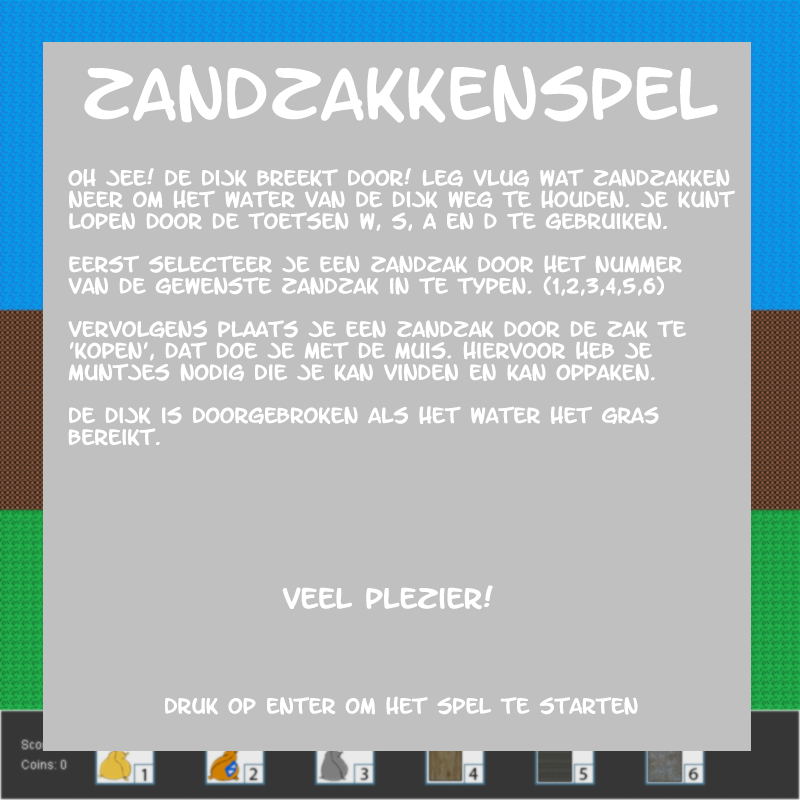 ZANDZAKKENSPEL
OH JEE! DE DIJK BREEKT DOOR! LEG VLUG WAT ZANDZAKKEN
NEER OM HET WATER VAN DE DIJK WEG TE HOUDEN. JE KUNT
LOPEN DOOR DE TOETSEN W, S, A EN D TE GEBRUIKEN.
EERST SELECTEER JE EEN ZANDZAK DOOR HET NUMMER
VAN DE GEWENSTE ZANDZAK IN TE TYPEN. (1,2,3,4,5,6)
VERVOLGENS PLAATS JE EEN ZANDZAK DOOR DE ZAK TE
'KOPEN', DAT DOE JE MET DE MUIS. HIERVOOR HEB JE
MUNTJES NODIG DIE JE KAN VINDEN EN KAN OPPAKEN.
DE DIJK IS DOORGEBROKEN ALS HET WATER HET GRAS
BEREIKT.
VEEL PLEZIER!
DRUK OP ENTER OM HET SPEL TE STARTEN
Coins: 0
1 2 3 4 5 6